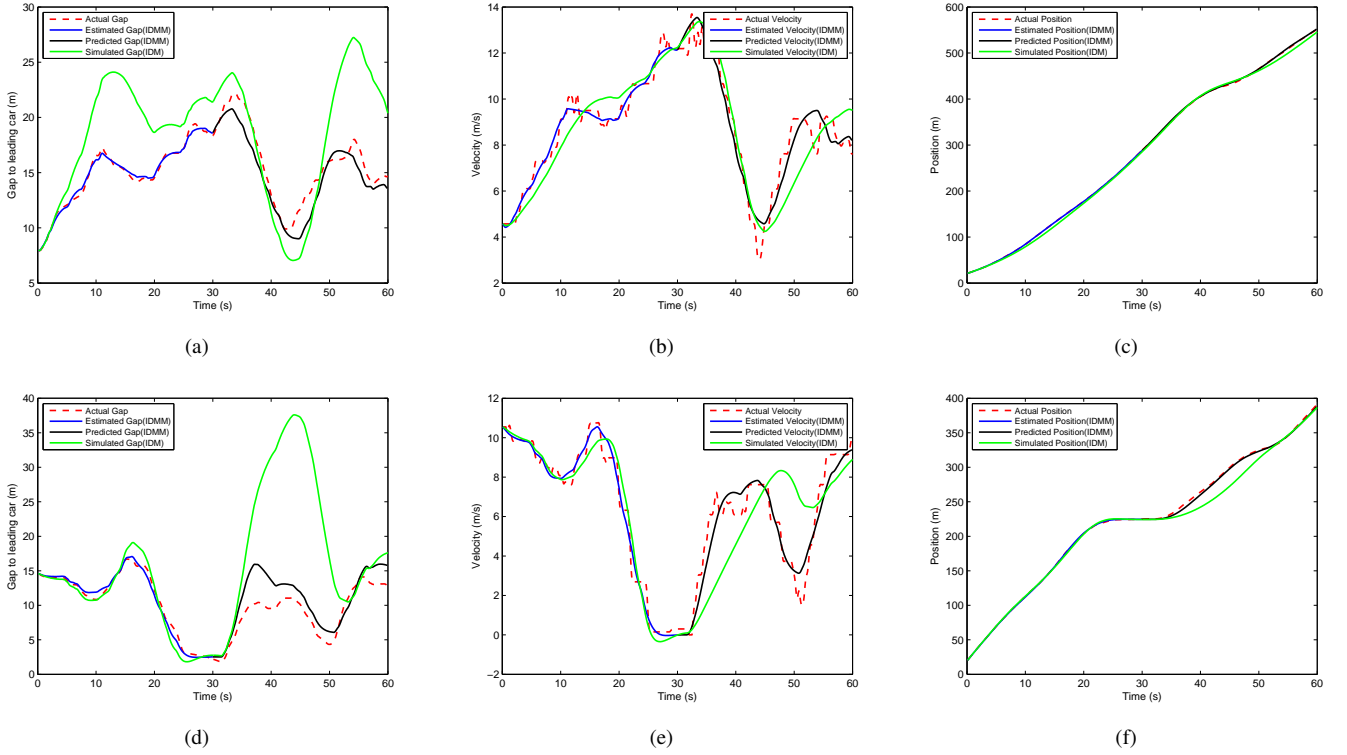 30
25
20
15
10
5
Gap to leading car (m)
Actual Gap
Estimated Gap(IDMM)
Predicted Gap(IDMM)
Simulated Gap(IDM)
0 10 20 30 40 50 60
Time (s)
(a)
14
12
10
8
6
4
2
Velocity (m/s)
Actual Velocity
Estimated Velocity(IDMM)
Predicted Velocity(IDMM)
Simulated Velocity(IDM)
0 10 20 30 40 50 60
Time (s)
(b)
600
500
400
300
200
100
0
Position (m)
Actual Position
Estimated Position(IDMM)
Predicted Position(IDMM)
Simulated Position(IDM)
0 10 20 30 40 50 60
Time (s)
(c)
40
35
30
25
20
15
10
5
0
Gap to leading car (m)
Actual Gap
Estimated Gap(IDMM)
Predicted Gap(IDMM)
Simulated Gap(IDM)
0 10 20 30 40 50 60
Time (s)
(d)
12
10
8
6
4
2
0
−2
Velocity (m/s)
Actual Velocity
Estimated Velocity(IDMM)
Predicted Velocity(IDMM)
Simulated Velocity(IDM)
0 10 20 30 40 50 60
Time (s)
(e)
400
350
300
250
200
150
100
50
0
Position (m)
Actual Position
Estimated Position(IDMM)
Predicted Position(IDMM)
Simulated Position(IDM)
0 10 20 30 40 50 60
Time (s)
(f)